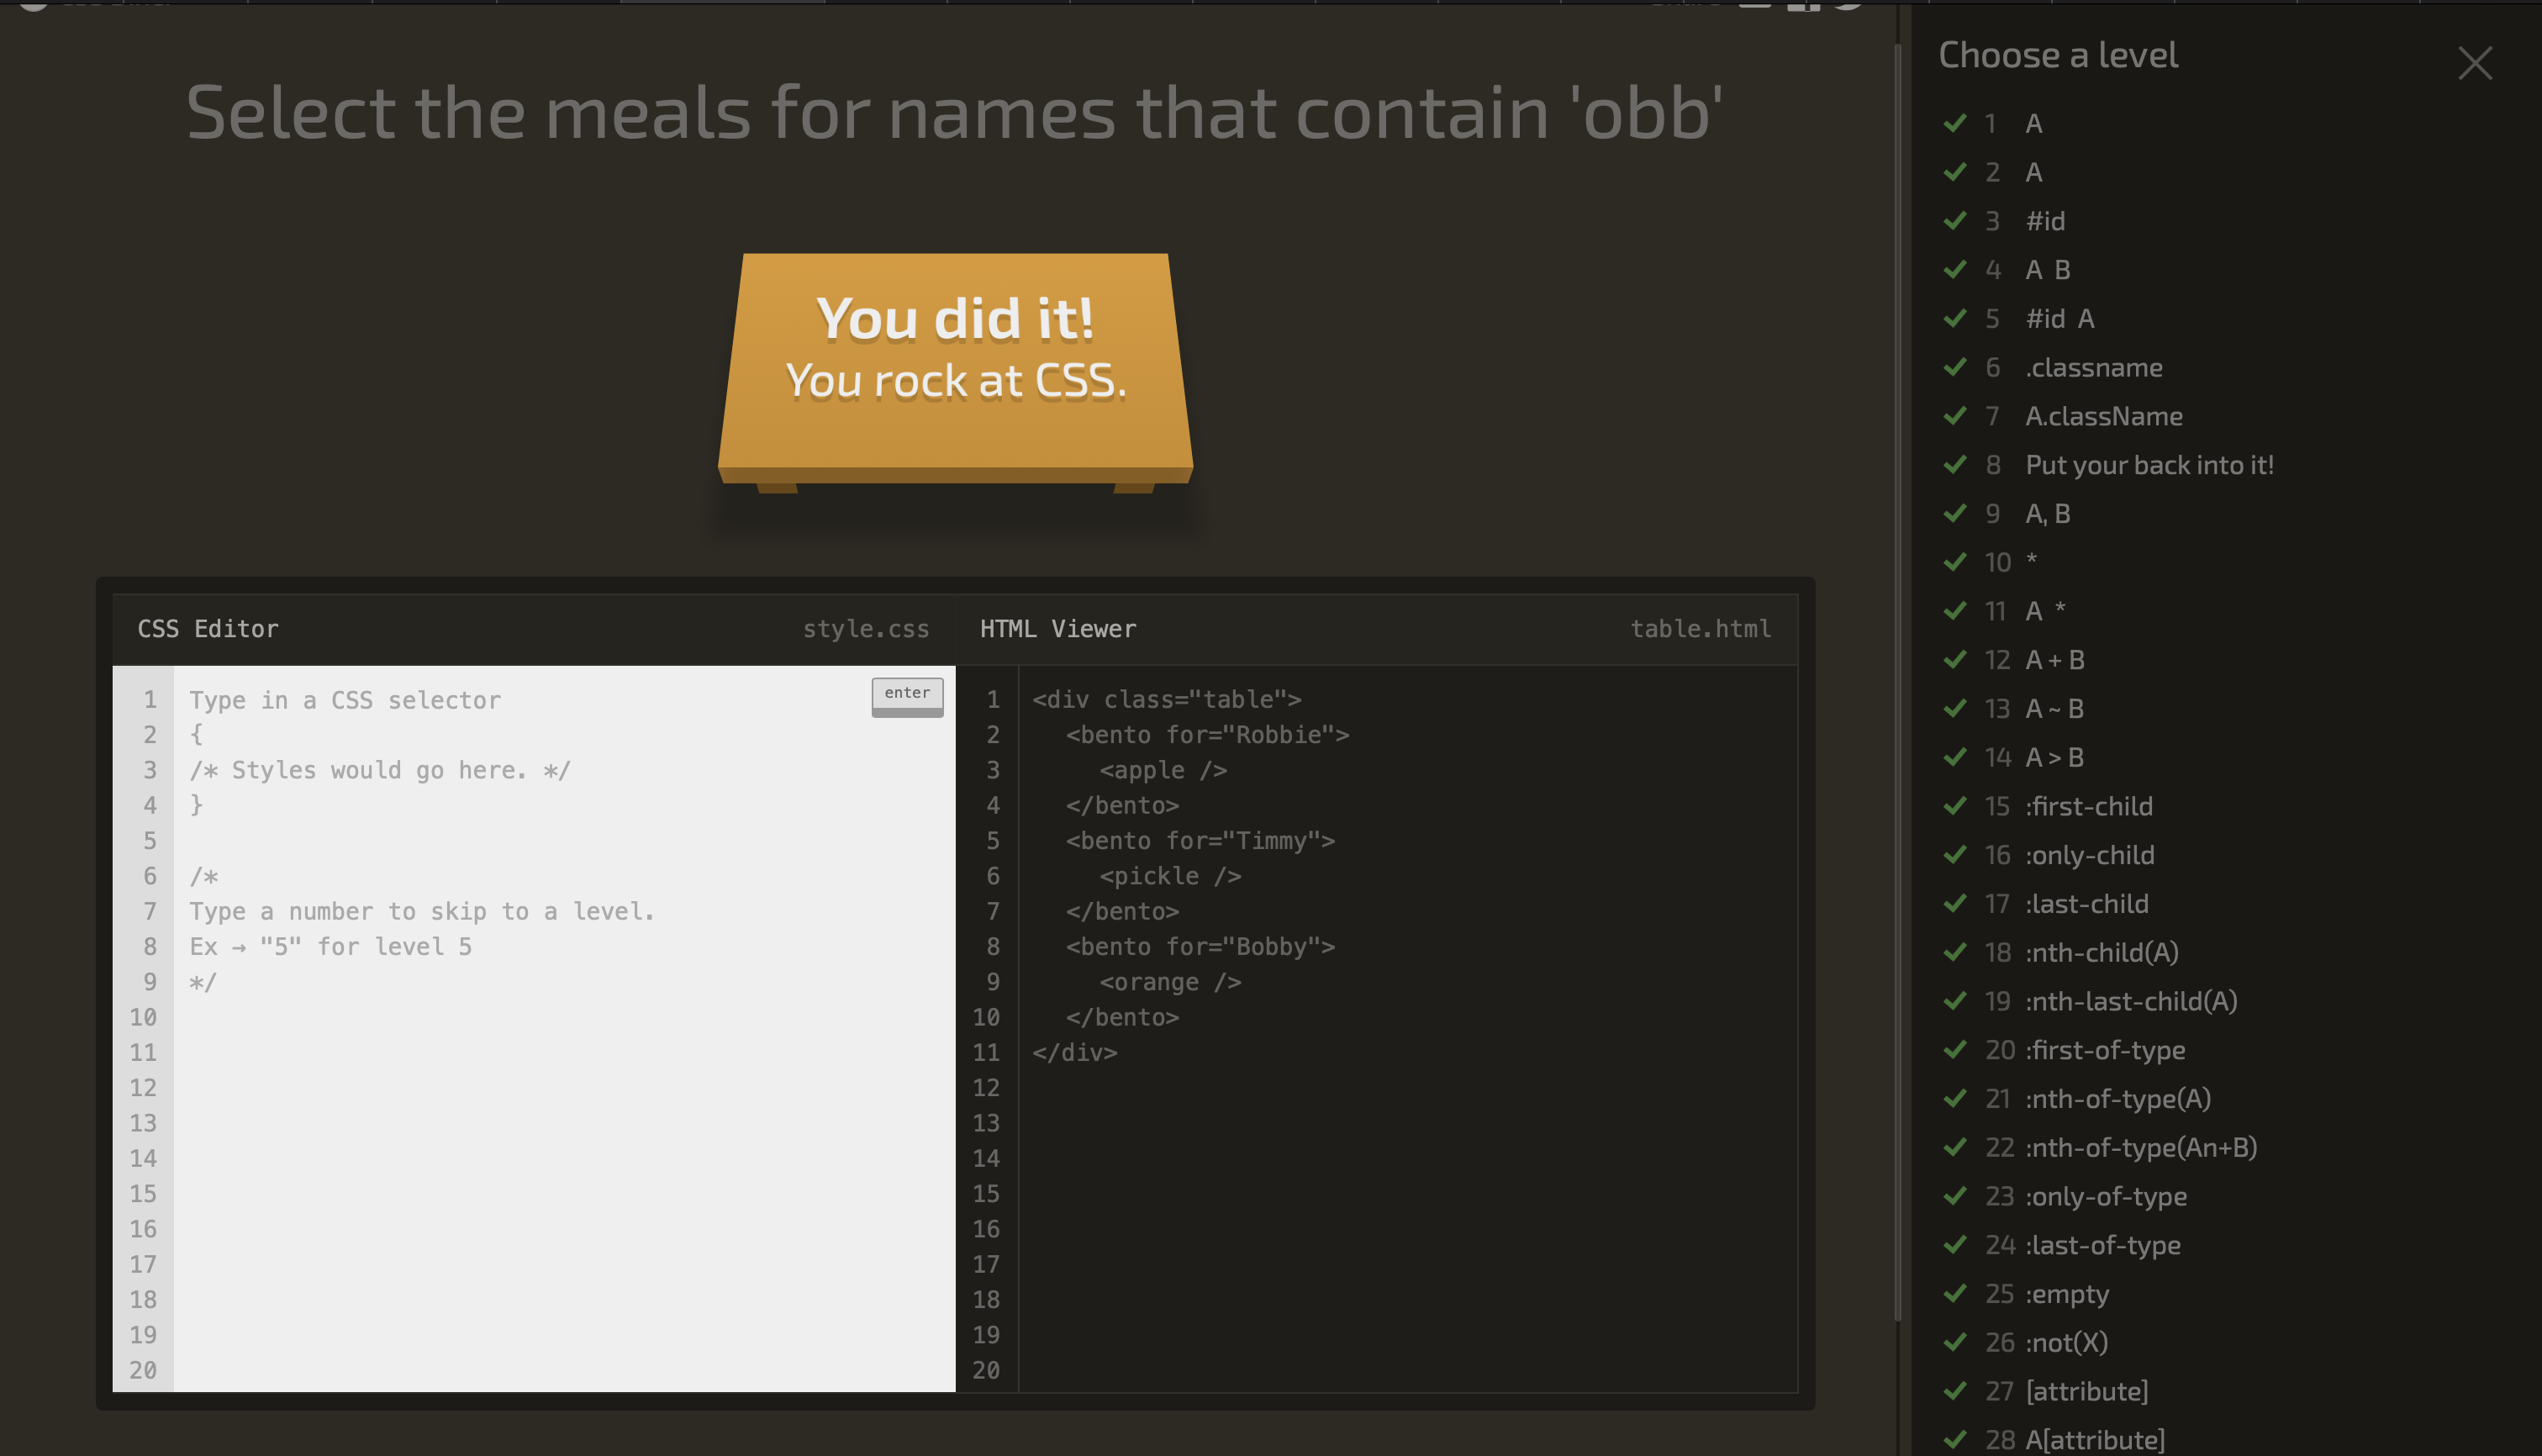 Select the meals for names that contain 'obb'
You did it!
You rock at CSS.
CSS Editor style.css
1 Type in a CSS selector enter
2 {
3 /* Styles would go here. */
4 }
5
6 /*
7 Type a number to skip to a level.
8 Ex → "5" for level 5
9 */
10
11
12
13
14
15
16
17
18
19
20
HTML Viewer table.html
1 <div class="table">
2 <bento for="Robbie">
3 <apple />
4 </bento>
5 <bento for="Timmy">
6 <pickle />
7 </bento>
8 <bento for="Bobby">
9 <orange />
10 </bento>
11 </div>
12
13
14
15
16
17
18
19
20
Choose a level
1 A
2 A
3 #id
4 A B
5 #id A
6 .classname
7 A.className
8 Put your back into it!
9 A, B
10 *
11 A *
12 A + B
13 A ~ B
14 A > B
15 :first-child
16 :only-child
17 :last-child
18 :nth-child(A)
19 :nth-last-child(A)
20 :first-of-type
21 :nth-of-type(A)
22 :nth-of-type(An+B)
23 :only-of-type
24 :last-of-type
25 :empty
26 :not(X)
27 [attribute]
28 A[attribute]